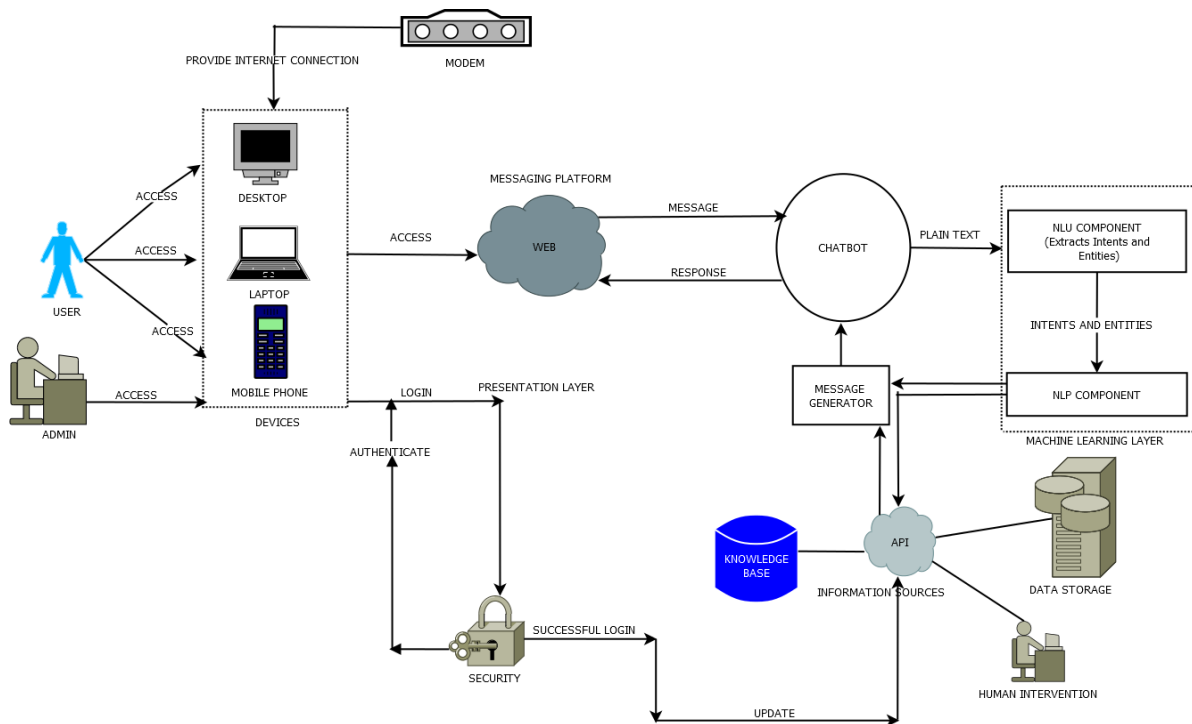 MODEM
PROVIDE INTERNET CONNECTION
DESKTOP
LAPTOP
MOBILE PHONE
DEVICES
ACCESS
ACCESS
ACCESS
USER
ACCESS
ADMIN
ACCESS
MESSAGING PLATFORM
WEB
MESSAGE
RESPONSE
CHATBOT
PLAIN TEXT
NLU COMPONENT
(Extracts Intents and
Entities)
INTENTS AND ENTITIES
NLP COMPONENT
MACHINE LEARNING LAYER
MESSAGE
GENERATOR
LOGIN
PRESENTATION LAYER
AUTHENTICATE
SECURITY
SUCCESSFUL LOGIN
UPDATE
KNOWLEDGE
BASE
API
INFORMATION SOURCES
DATA STORAGE
HUMAN INTERVENTION